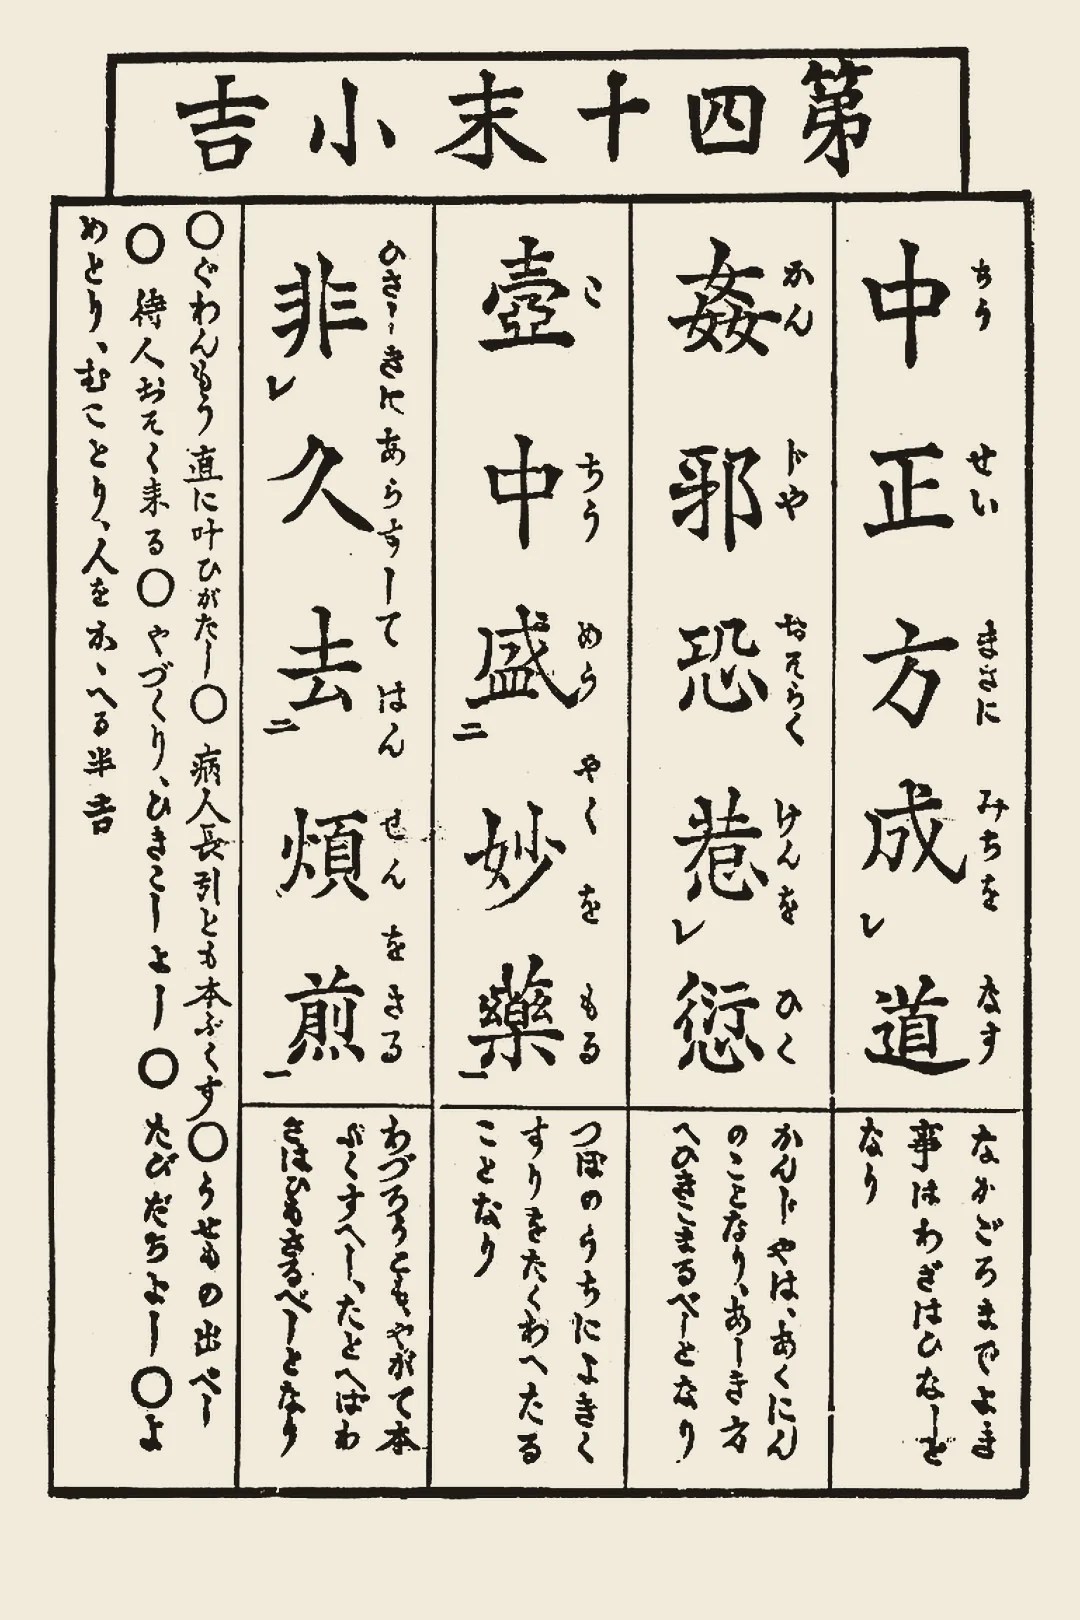 第四十末小吉
中正方成道
ちう せい まさに みちを なす
なかごろまでよき
事はわざはひなしと
なり
姦邪恐惹愆
かん じや おそらく けんを ひく
かんじやは、あくにん
のことなり、あしき方
へひきこまるべしとなり
壺中盛妙藥
こ ちう めう やくを もる
二 一
つぼのうちによきく
すりをたくわへたる
ことなり
非久去煩煎
ひさしきにあらずして はんせんをさる
レ 二 一
わづろうことも、やがて本
ぶくすべし、たとへばわ
ざはひもさるべしとなり
○ぐわんもう直に叶ひがたし○病人長引とも本ぶくす○うせもの出べし
○待人おそく来る○やづくり、ひきこしよし○たびだちよし○よ
めとり、むことり、人をかゝへる半吉